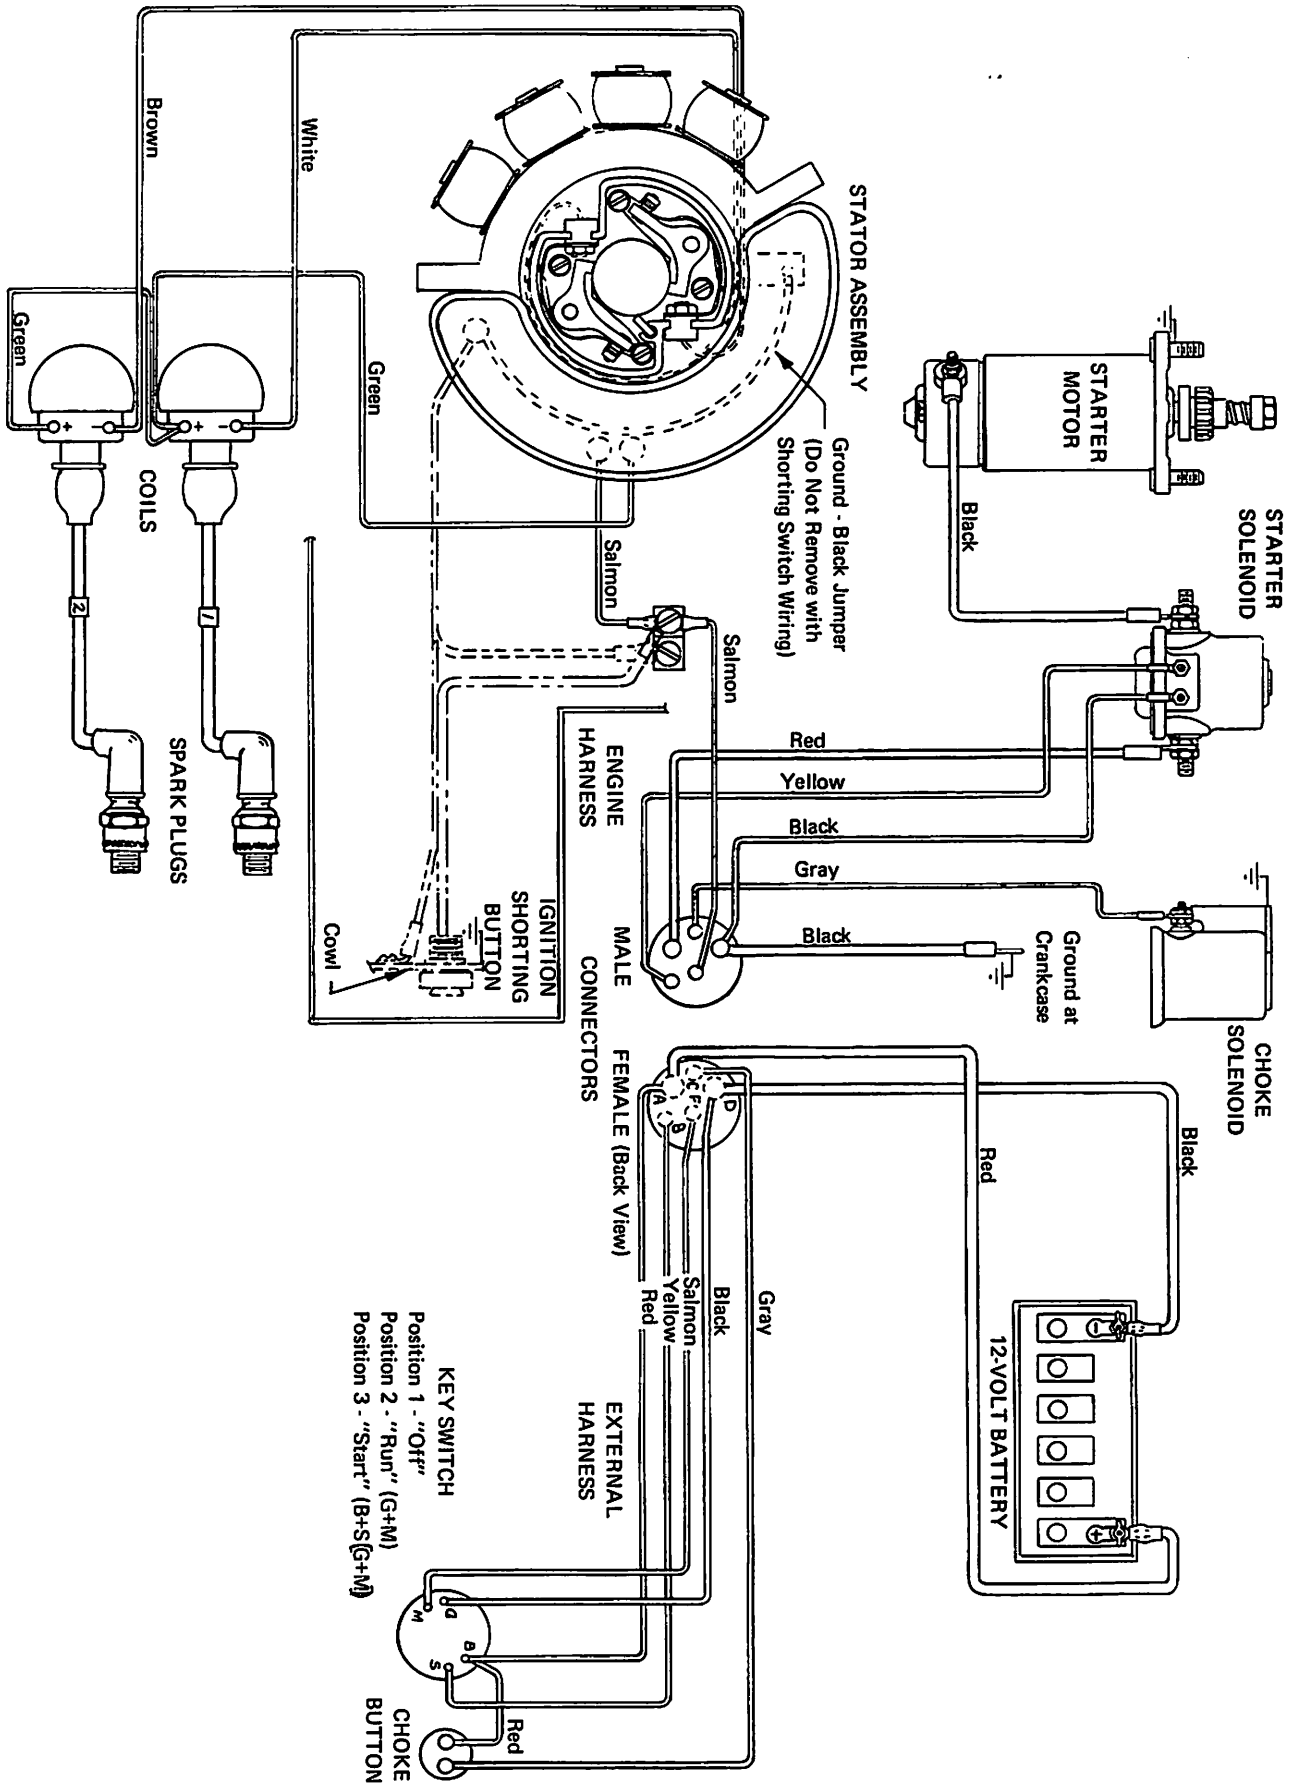 STARTER
SOLENOID
STARTER
MOTOR
Black
CHOKE
SOLENOID
Ground at
Crankcase
Black
Red
12-VOLT BATTERY
-
+
STATOR ASSEMBLY
Ground - Black Jumper
(Do Not Remove with
Shorting Switch Wiring)
Salmon
Salmon
Red
Yellow
Black
Gray
Black
ENGINE
HARNESS
MALE
CONNECTORS
FEMALE (Back View)
A
B
C
D
F
Gray
Black
Salmon
Yellow
Red
EXTERNAL
HARNESS
IGNITION
SHORTING
BUTTON
Cowl
KEY SWITCH
Position 1 - "Off"
Position 2 - "Run" (G+M)
Position 3 - "Start" (B+S(G+M)
M
G
B
S
Red
CHOKE
BUTTON
White
Brown
Green
Green
+
-
+
-
COILS
1
2
SPARK PLUGS